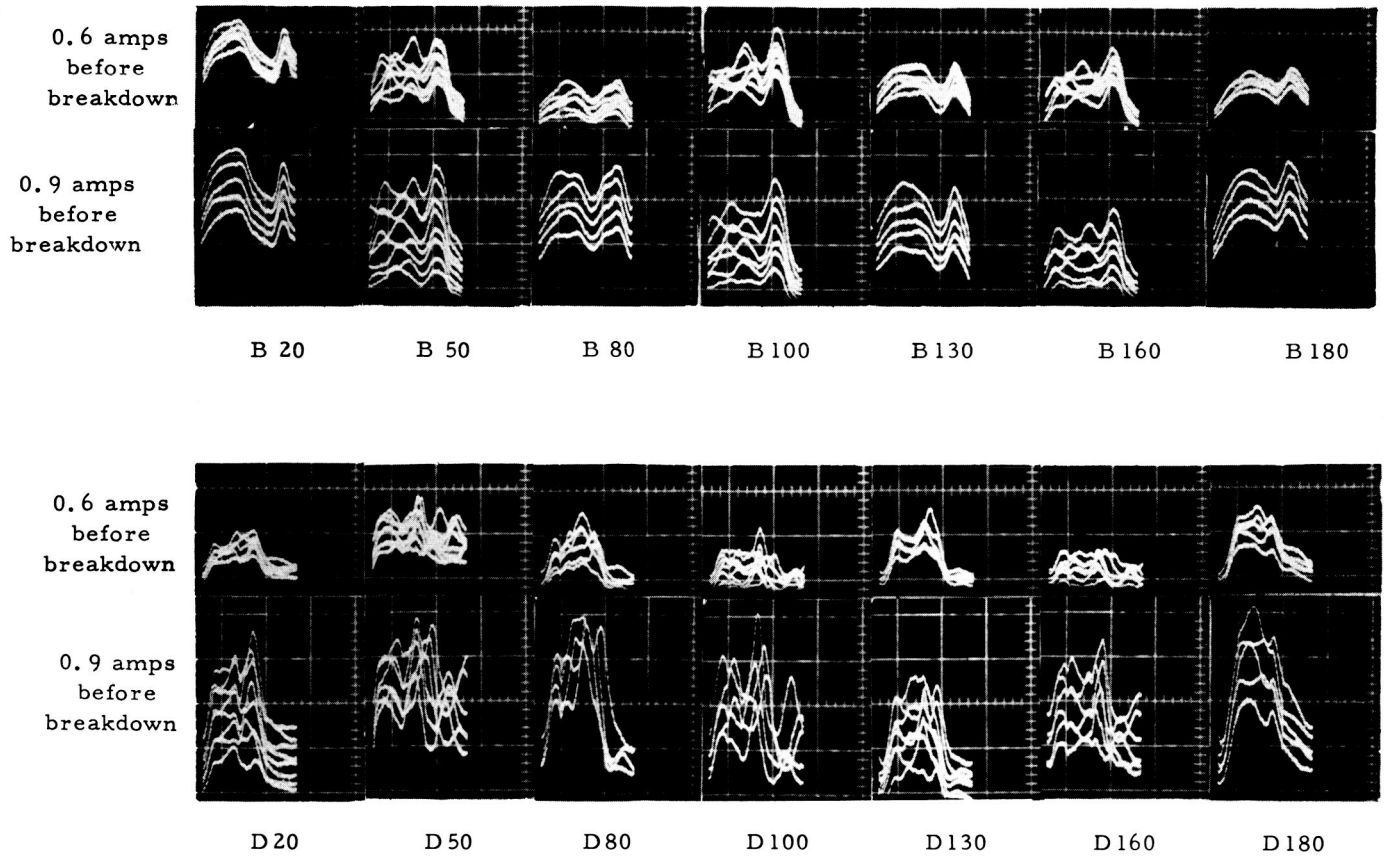 0.6 amps
before
breakdown
0.9 amps
before
breakdown
B 20 B 50 B 80 B 100 B 130 B 160 B 180
0.6 amps
before
breakdown
0.9 amps
before
breakdown
D 20 D 50 D 80 D 100 D 130 D 160 D 180